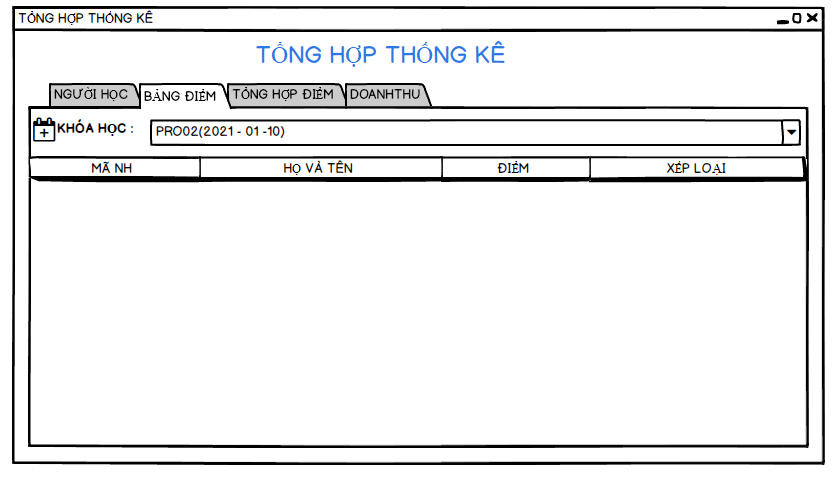 TỔNG HỢP THỐNG KÊ
TỔNG HỢP THỐNG KÊ
NGƯỜI HỌC BẢNG ĐIỂM TỔNG HỢP ĐIỂM DOANHTHU
KHÓA HỌC : PRO02(2021 - 01 -10)
MÃ NH HỌ VÀ TÊN ĐIỂM XẾP LOẠI